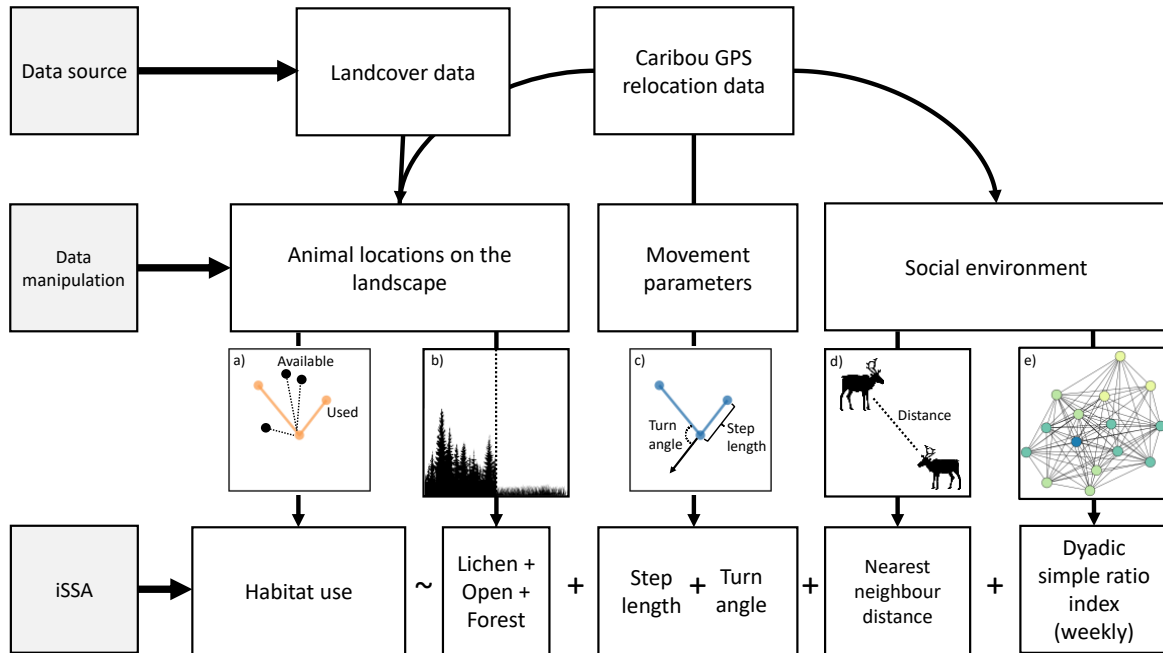 Data source
Landcover data
Caribou GPS
relocation data
Data
manipulation
Animal locations on the
landscape
Movement
parameters
Social environment
a)
Available
Used
b)
c)
Turn
angle
Step
length
d)
Distance
e)
iSSA
Habitat use
~
Lichen +
Open +
Forest
+
Step
length
+
Turn
angle
+
Nearest
neighbour
distance
+
Dyadic
simple ratio
index
(weekly)